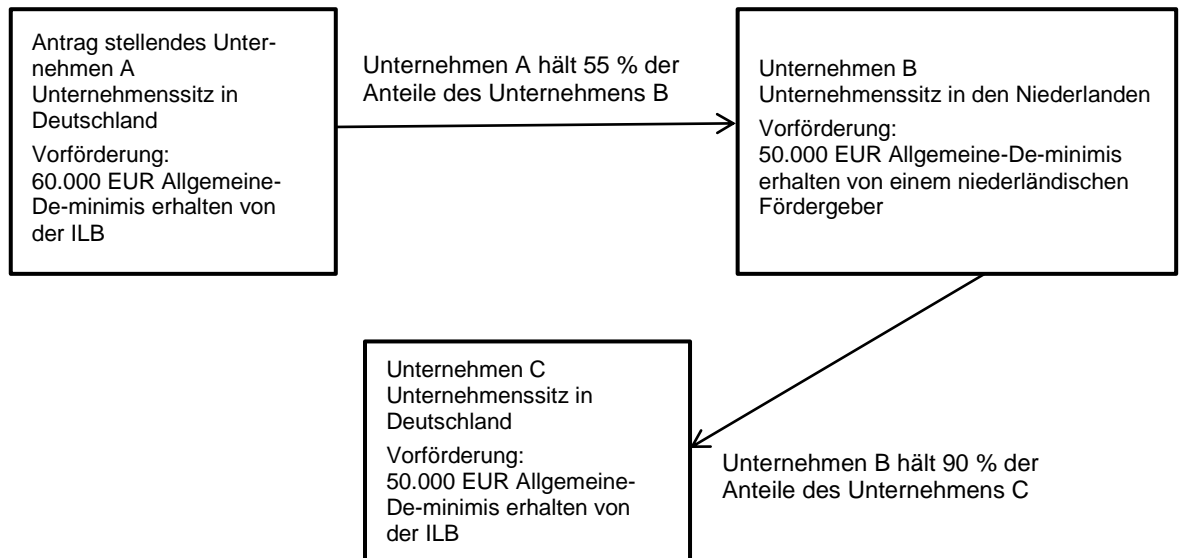 Antrag stellendes Unter-
nehmen A
Unternehmenssitz in
Deutschland
Vorförderung:
60.000 EUR Allgemeine-
De-minimis erhalten von
der ILB
Unternehmen A hält 55 % der
Anteile des Unternehmens B
Unternehmen B
Unternehmenssitz in den Niederlanden
Vorförderung:
50.000 EUR Allgemeine-De-minimis
erhalten von einem niederländischen
Fördergeber
Unternehmen C
Unternehmenssitz in
Deutschland
Vorförderung:
50.000 EUR Allgemeine-
De-minimis erhalten von
der ILB
Unternehmen B hält 90 % der
Anteile des Unternehmens C